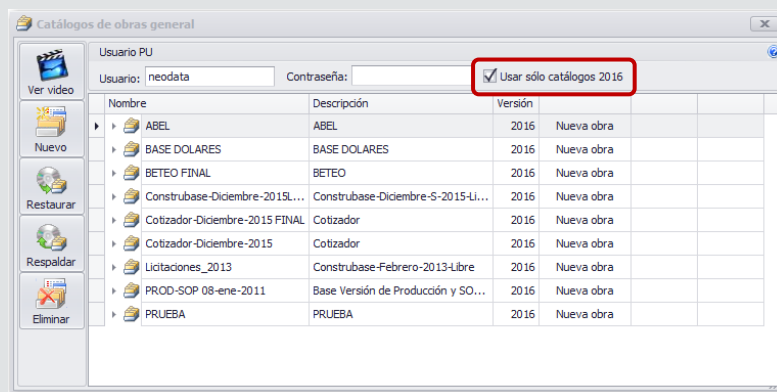 Catálogos de obras general
Usuario PU
Usuario: neodata Contraseña: Usar sólo catálogos 2016
Ver video
Nuevo
Restaurar
Respaldar
Eliminar
Nombre Descripción Versión
ABEL ABEL 2016 Nueva obra
BASE DOLARES BASE DOLARES 2016 Nueva obra
BETEO FINAL BETEO 2016 Nueva obra
Construbase-Diciembre-2015L... Construbase-Diciembre-S-2015-Li... 2016 Nueva obra
Cotizador-Diciembre-2015 FINAL Cotizador 2016 Nueva obra
Cotizador-Diciembre-2015 Cotizador 2016 Nueva obra
Licitaciones_2013 Construbase-Febrero-2013-Libre 2016 Nueva obra
PROD-SOP 08-ene-2011 Base Versión de Producción y SO... 2016 Nueva obra
PRUEBA PRUEBA 2016 Nueva obra